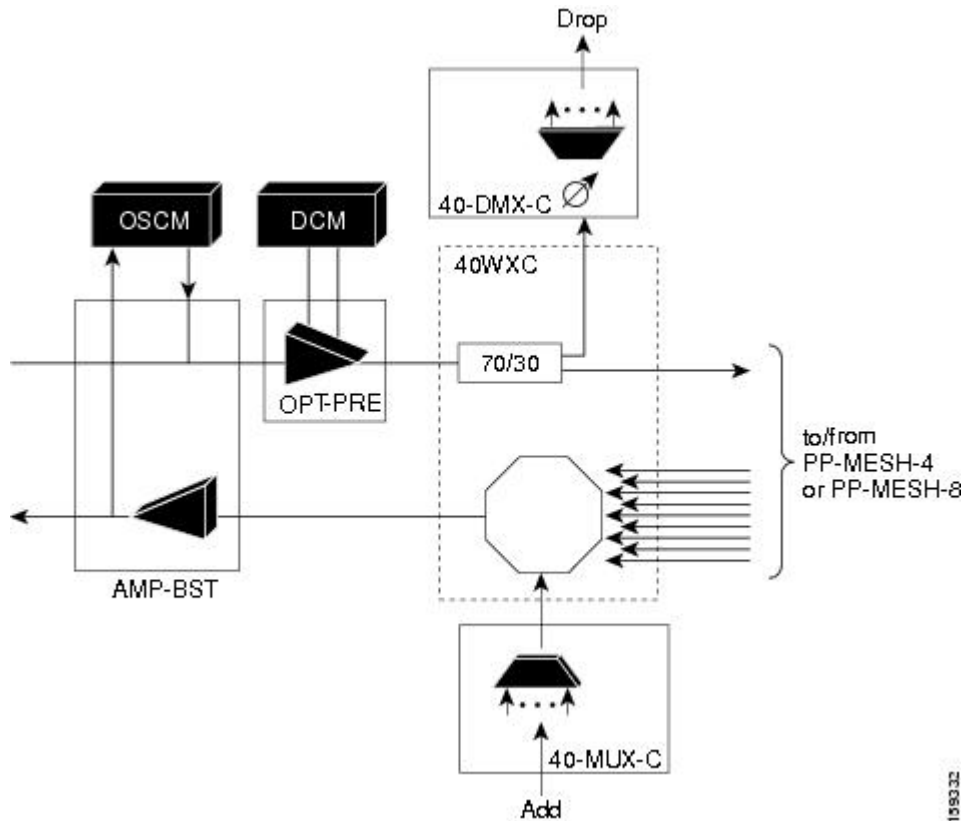 Drop
40-DMX-C
OSCM
DCM
40WXC
70/30
OPT-PRE
to/from
PP-MESH-4
or PP-MESH-8
AMP-BST
40-MUX-C
Add
159332